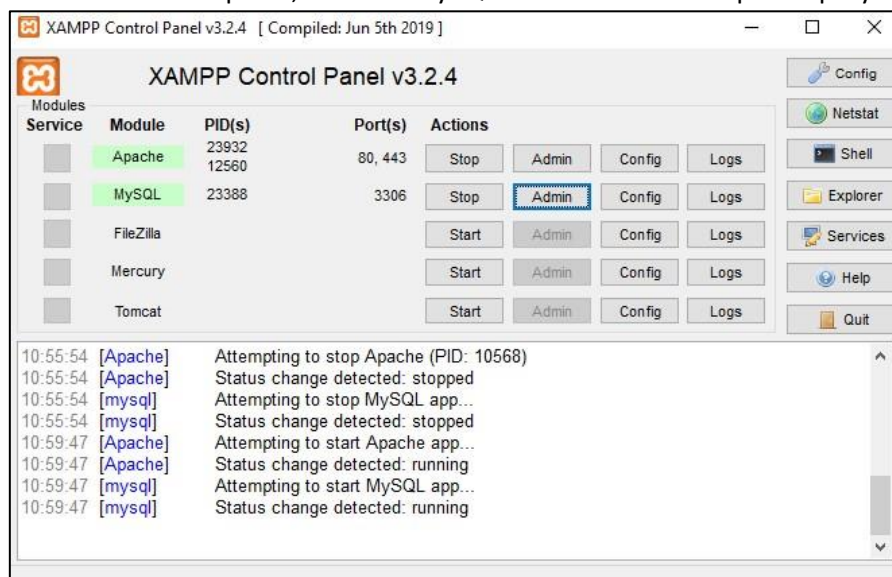 XAMPP Control Panel v3.2.4 [ Compiled: Jun 5th 2019 ]
XAMPP Control Panel v3.2.4
Config
Modules
Service Module PID(s) Port(s) Actions
Netstat
Apache 23932 12560 80, 443 Stop Admin Config Logs
Shell
MySQL 23388 3306 Stop Admin Config Logs
Explorer
FileZilla Start Admin Config Logs
Services
Mercury Start Admin Config Logs
Help
Tomcat Start Admin Config Logs
Quit
10:55:54 [Apache] Attempting to stop Apache (PID: 10568)
10:55:54 [Apache] Status change detected: stopped
10:55:54 [mysql] Attempting to stop MySQL app...
10:55:54 [mysql] Status change detected: stopped
10:59:47 [Apache] Attempting to start Apache app...
10:59:47 [Apache] Status change detected: running
10:59:47 [mysql] Attempting to start MySQL app...
10:59:47 [mysql] Status change detected: running